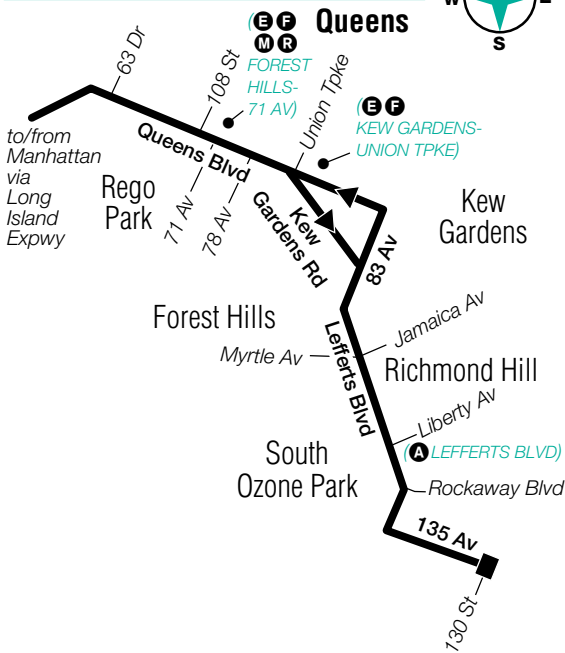 W
S
E F
M R
FOREST
HILLS-
71 AV)
Queens
63 Dr
108 St
Union Tpke
(E F
KEW GARDENS-
UNION TPKE)
to/from
Manhattan
via
Long
Island
Expwy
Queens Blvd
Rego
Park
71 Av
78 Av
Kew
Gardens Rd
Kew
Gardens
83 Av
Forest Hills
Jamaica Av
Myrtle Av
Lefferts Blvd
Richmond Hill
Liberty Av
(A LEFFERTS BLVD)
South
Ozone Park
Rockaway Blvd
135 Av
130 St